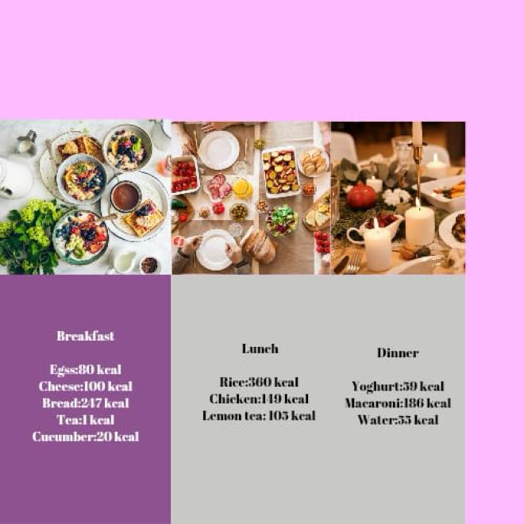 Breakfast
Egss:80 kcal
Cheese:100 kcal
Bread:247 kcal
Tea:1 kcal
Cucumber:20 kcal
Lunch
Rice:360 kcal
Chicken:149 kcal
Lemon tea: 105 kcal
Dinner
Yoghurt:59 kcal
Macaroni:186 kcal
Water:55 kcal